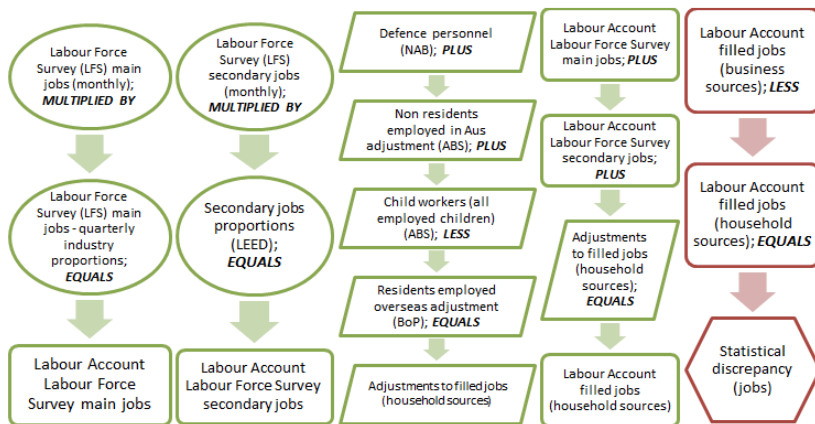 Labour Force
Survey (LFS) main
jobs (monthly);
MULTIPLIED BY
Labour Force
Survey (LFS) main
jobs - quarterly
industry
proportions;
EQUALS
Labour Account
Labour Force
Survey main jobs
Labour Force
Survey (LFS)
secondary jobs
(monthly);
MULTIPLIED BY
Secondary jobs
proportions
(LEED);
EQUALS
Labour Account
Labour Force Survey
secondary jobs
Defence personnel
(NAB); PLUS
Non residents
employed in Aus
adjustment (ABS); PLUS
Child workers (all
employed children)
(ABS); LESS
Residents employed
overseas adjustment
(BoP); EQUALS
Adjustments to filled jobs
(household sources)
Labour Account
Labour Force Survey
main jobs; PLUS
Labour Account
Labour Force Survey
secondary jobs;
PLUS
Adjustments
to filled jobs
(household
sources);
EQUALS
Labour Account
filled jobs
(household sources)
Labour Account
filled jobs
(business
sources); LESS
Labour Account
filled jobs
(household
sources); EQUALS
Statistical
discrepancy
(jobs)